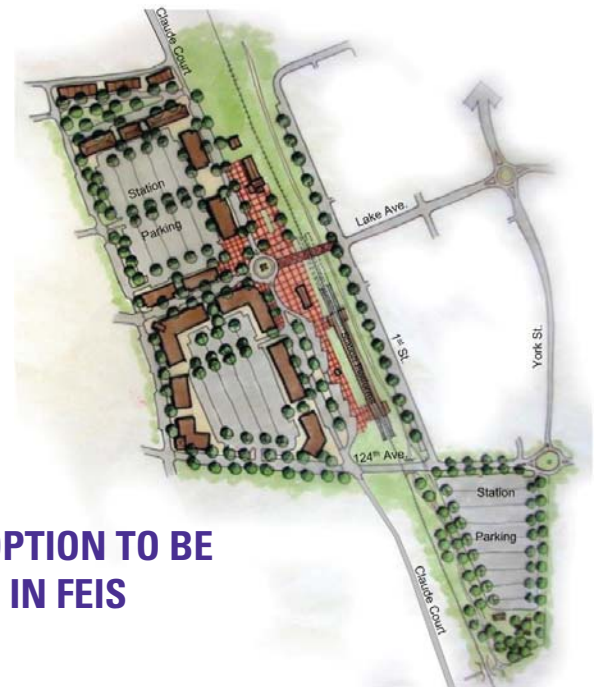 Claude Court
Station
Parking
Lake Ave.
1st St.
York St.
124th Ave.
Station
Parking
Claude Court
OPTION TO BE
IN FEIS